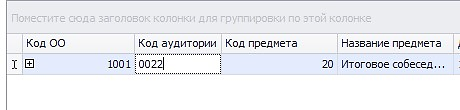 Поместите сюда заголовок колонки для группировки по этой колонке
Код ОО Код аудитории Код предмета Название предмета
1001 0022 20 Итоговое собесед...